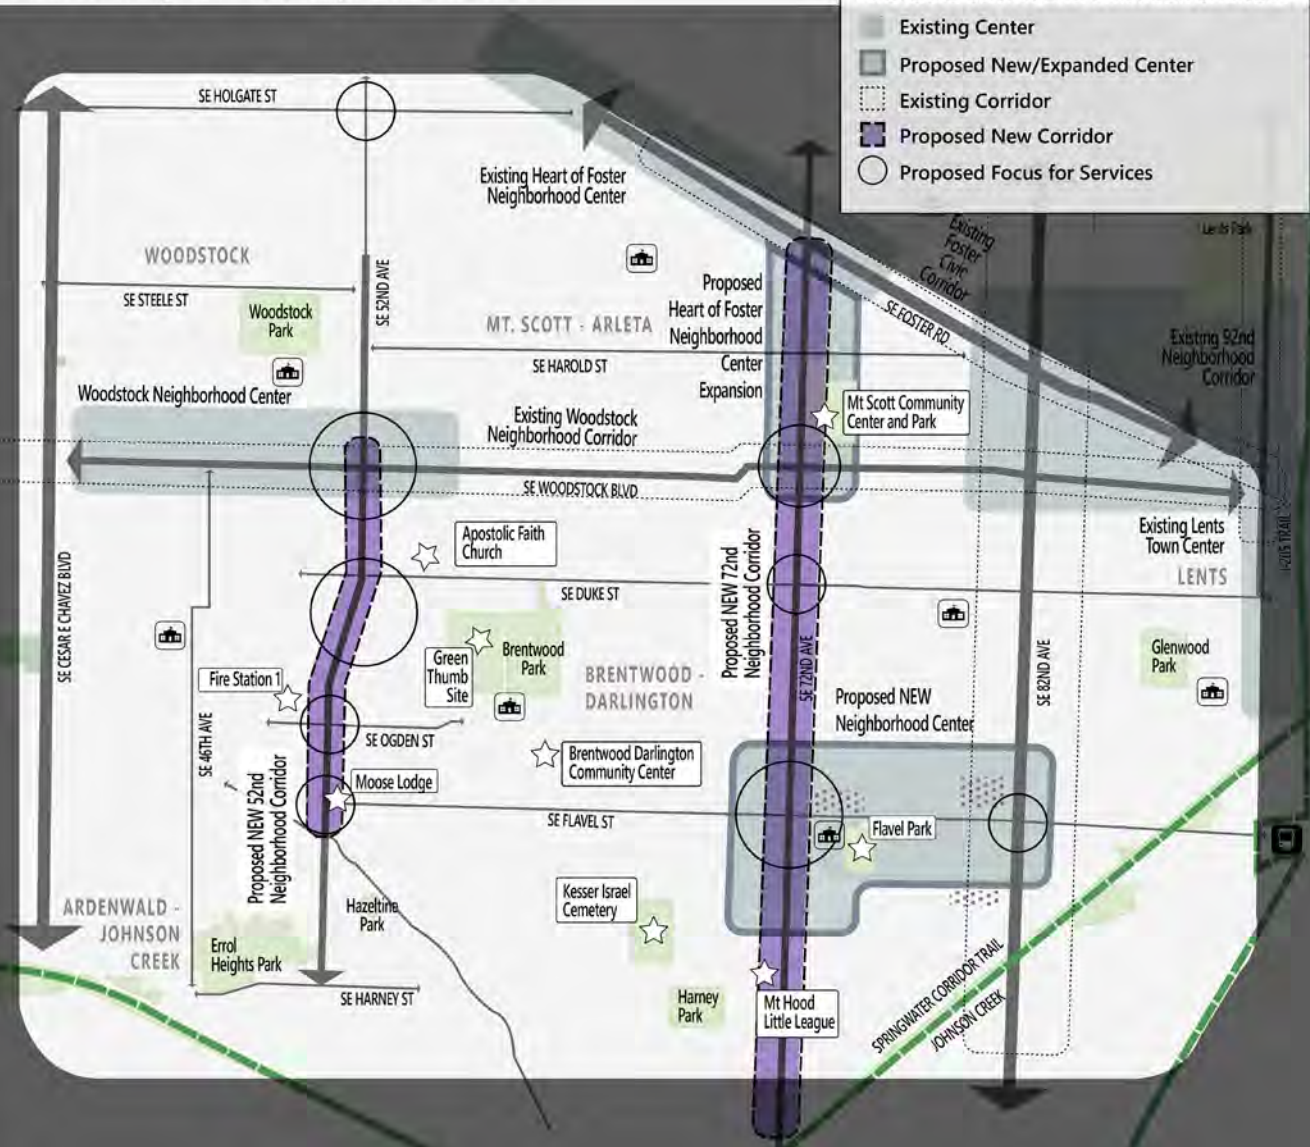 Existing Center
Proposed New/Expanded Center
Existing Corridor
Proposed New Corridor
Proposed Focus for Services
SE HOLGATE ST
Existing Heart of Foster
Neighborhood Center
Existing
Foster
Civic
Corridor
Lents Park
WOODSTOCK
SE STEELE ST
SE 52ND AVE
Woodstock
Park
MT. SCOTT - ARLETA
SE HAROLD ST
Proposed
Heart of Foster
Neighborhood
Center
Expansion
SE FOSTER RD
Existing 92nd
Neighborhood
Corridor
Woodstock Neighborhood Center
Existing Woodstock
Neighborhood Corridor
Mt Scott Community
Center and Park
SE WOODSTOCK BLVD
Existing Lents
Town Center
LENTS
I-205 TRAIL
SE CESAR E CHAVEZ BLVD
Apostolic Faith
Church
SE DUKE ST
Proposed NEW 72nd
Neighborhood Corridor
SE 72ND AVE
SE 82ND AVE
Glenwood
Park
Fire Station 1
Green
Thumb
Site
Brentwood
Park
BRENTWOOD -
DARLINGTON
SE 46TH AVE
SE OGDEN ST
Proposed NEW
Neighborhood Center
Brentwood Darlington
Community Center
Moose Lodge
Proposed NEW 52nd
Neighborhood Corridor
SE FLAVEL ST
Flavel Park
Kesser Israel
Cemetery
ARDENWALD -
JOHNSON
CREEK
Hazeltine
Park
Errol
Heights Park
SE HARNEY ST
Harney
Park
Mt Hood
Little League
SPRINGWATER CORRIDOR TRAIL
JOHNSON CREEK